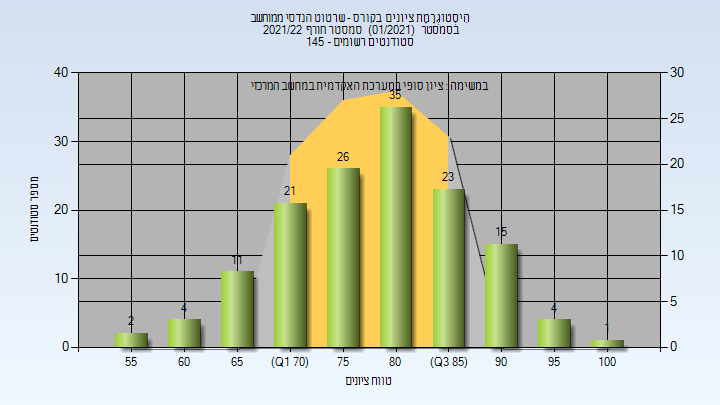 היסטוגרמת ציונים בקורס - שרטוט הנדסי ממוחשב
בסמסטר (01/2021) סמסטר חורף 2021/22
סטודנטים רשומים - 145
במשימה : ציון סופי במערכת האקדמית במחשב המרכזי
40 30
30 25
20 20
10 15
0 10
5
0
מספר סטודנטים
2 4 11 21 26 35 23 15 4 1
55 60 65 (Q1 70) 75 80 (Q3 85) 90 95 100
טווח ציונים